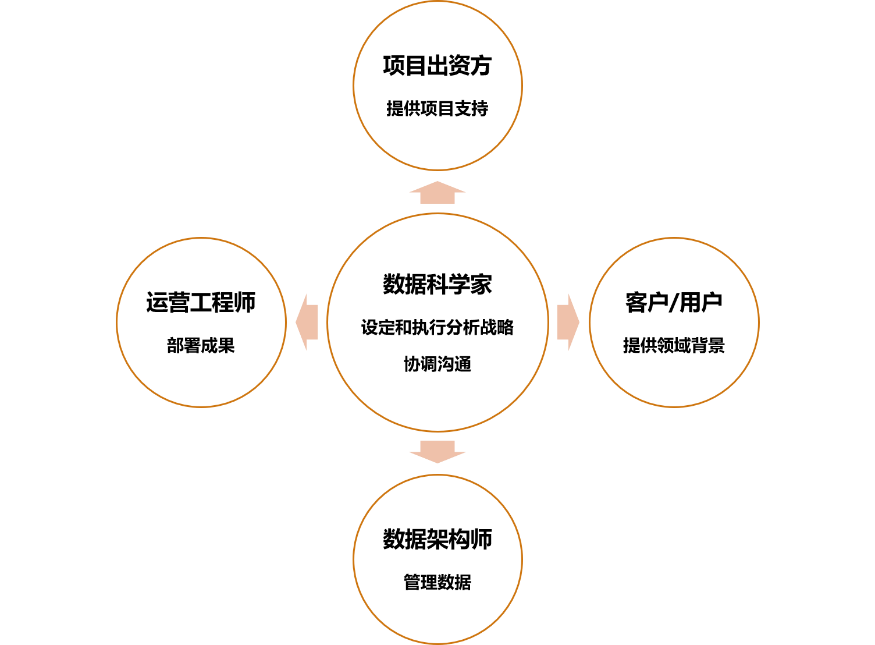 项目出资方
提供项目支持
运营工程师
部署成果
数据科学家
设定和执行分析战略
协调沟通
客户/用户
提供领域背景
数据架构师
管理数据